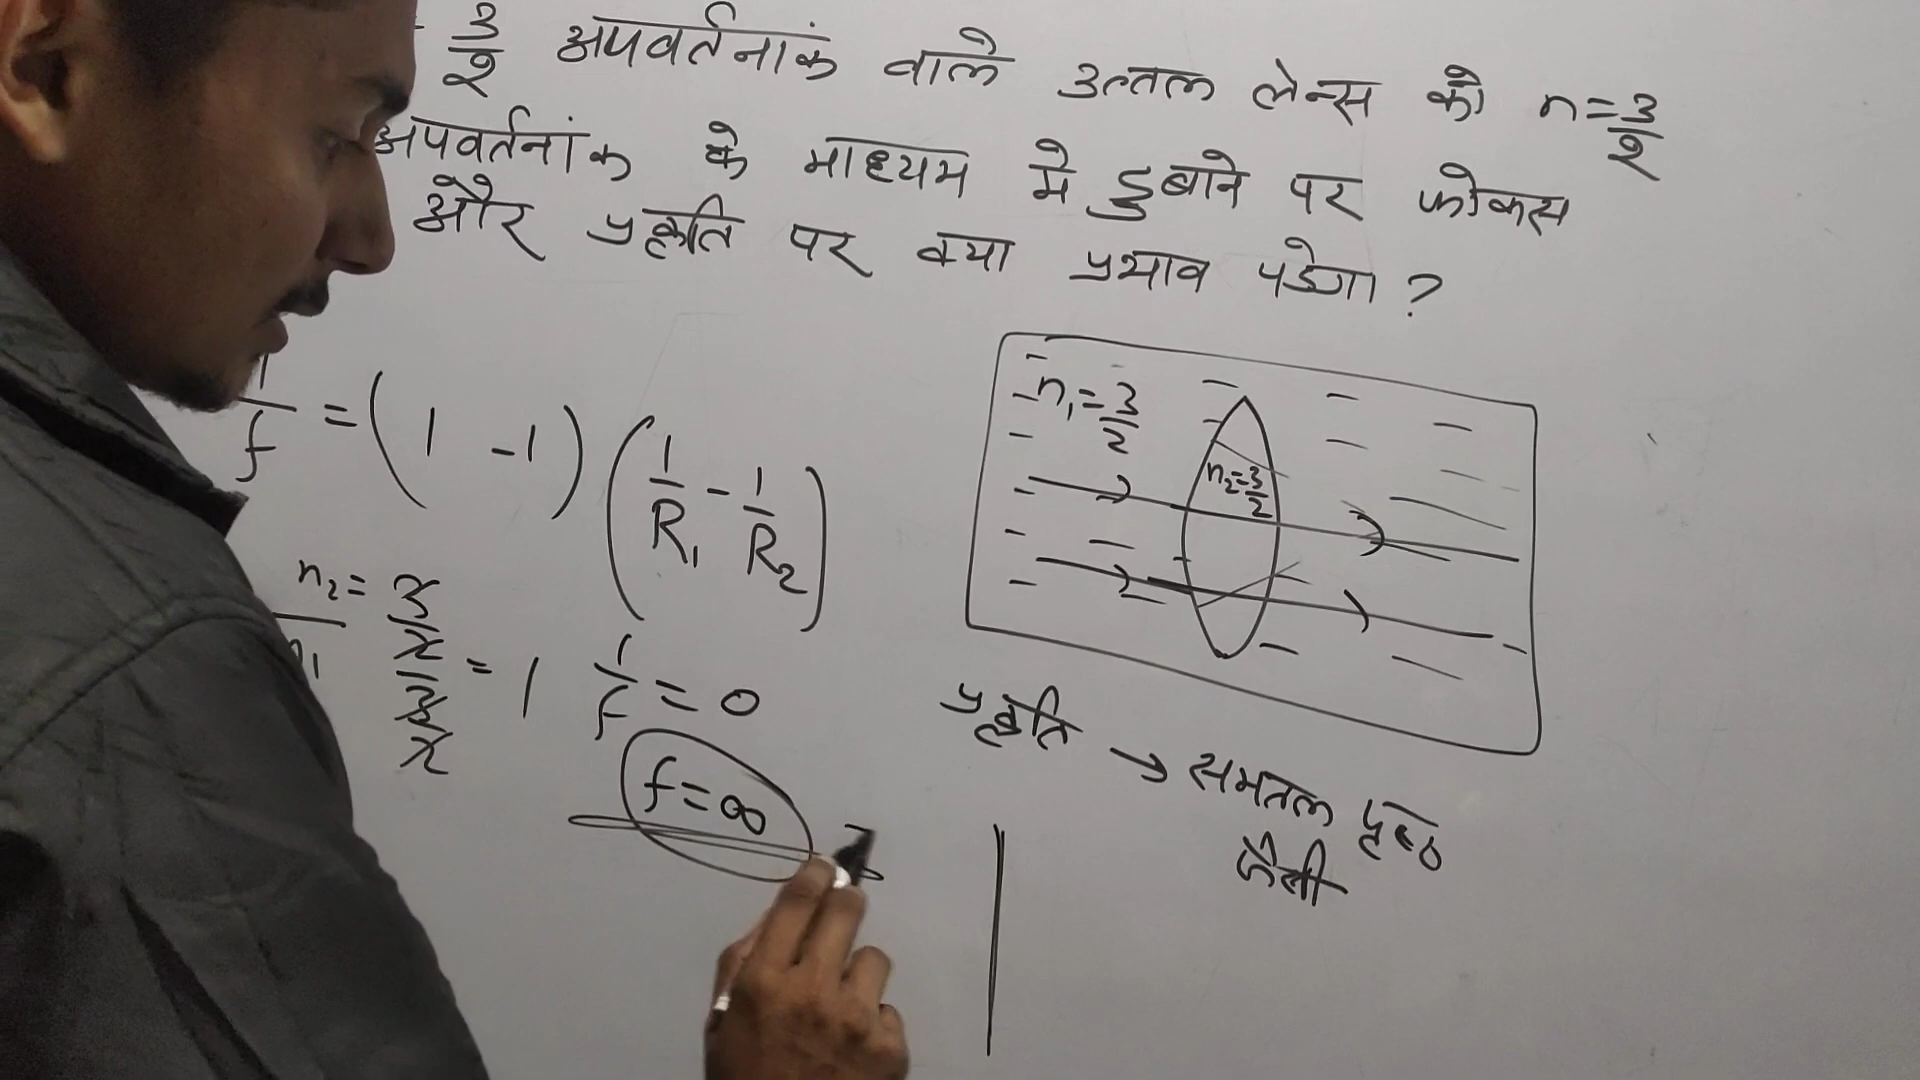 3/2 अपवर्तनांक वाले उत्तल लेन्स को n=3/2
अपवर्तनांक के माध्यम मे डुबाने पर फोकस
और प्रकृति पर क्या प्रभाव पडेगा ?
1/f = (1 -1) (1/R₁ - 1/R₂)
n₁=3/2
n₂=3/2
n₂/n₁ = 3/2/3/2 = 1
1/f = 0
f=∞
प्रकृति → समतल पृष्ठ
जैसी